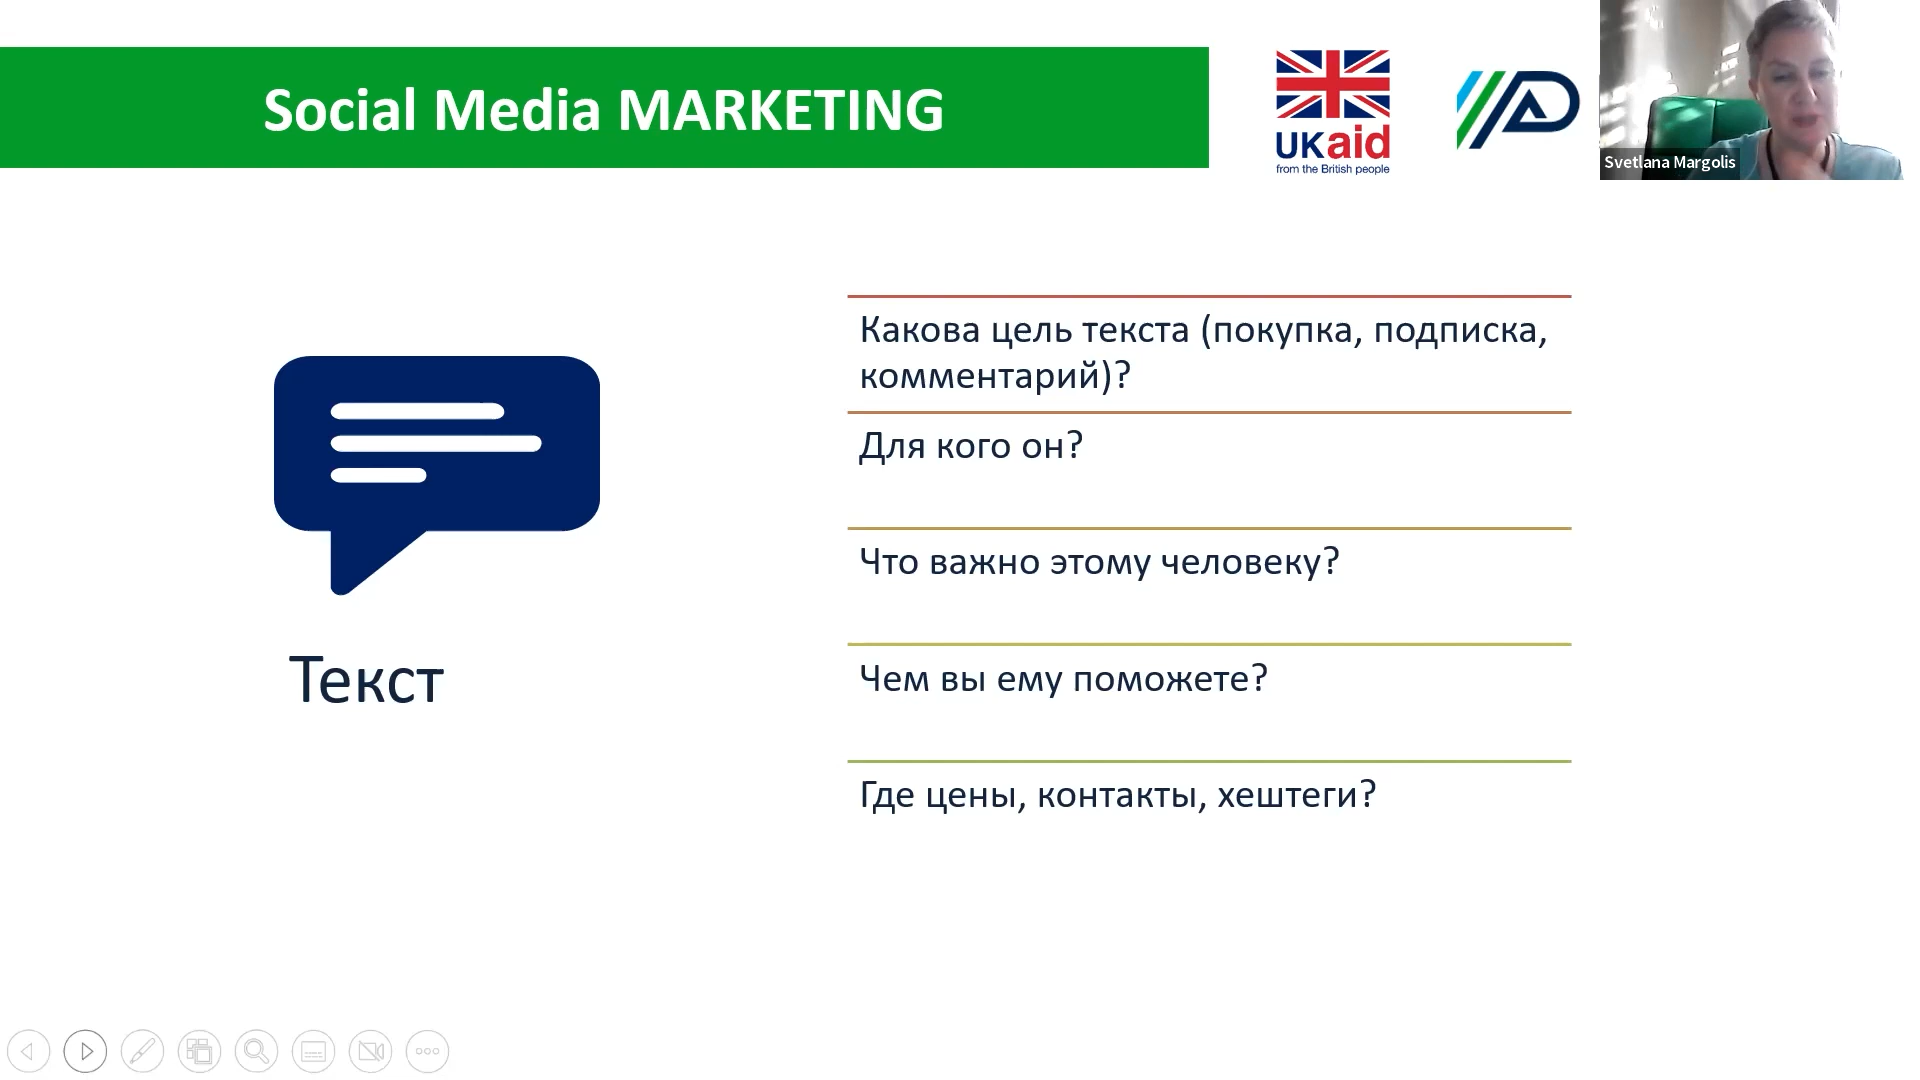 Social Media MARKETING
UKaid
from the British people
Svetlana Margolis
Какова цель текста (покупка, подписка,
комментарий)?
Для кого он?
Что важно этому человеку?
Чем вы ему поможете?
Где цены, контакты, хештеги?
Текст